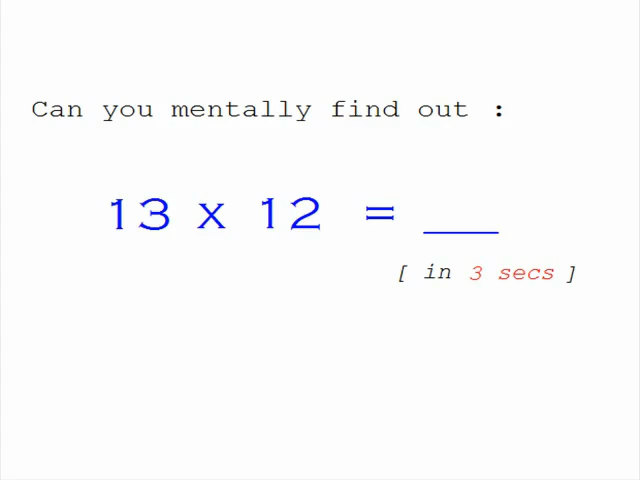 Can you mentally find out :
13 x 12 = ___
[ in 3 secs ]